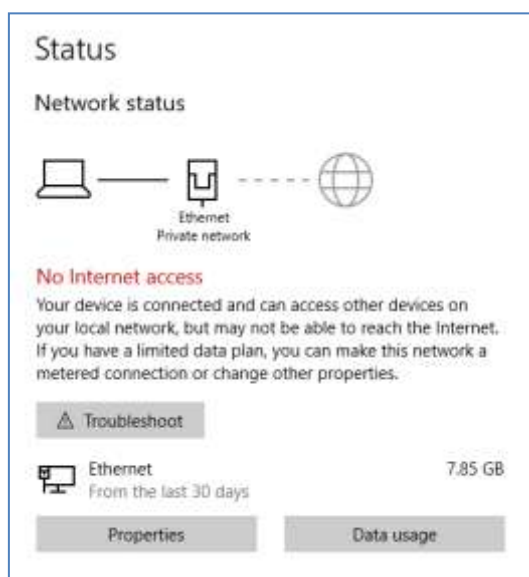 Status
Network status
Ethernet
Private network
No Internet access
Your device is connected and can access other devices on
your local network, but may not be able to reach the Internet.
If you have a limited data plan, you can make this network a
metered connection or change other properties.
Troubleshoot
Ethernet 7.85 GB
From the last 30 days
Properties Data usage